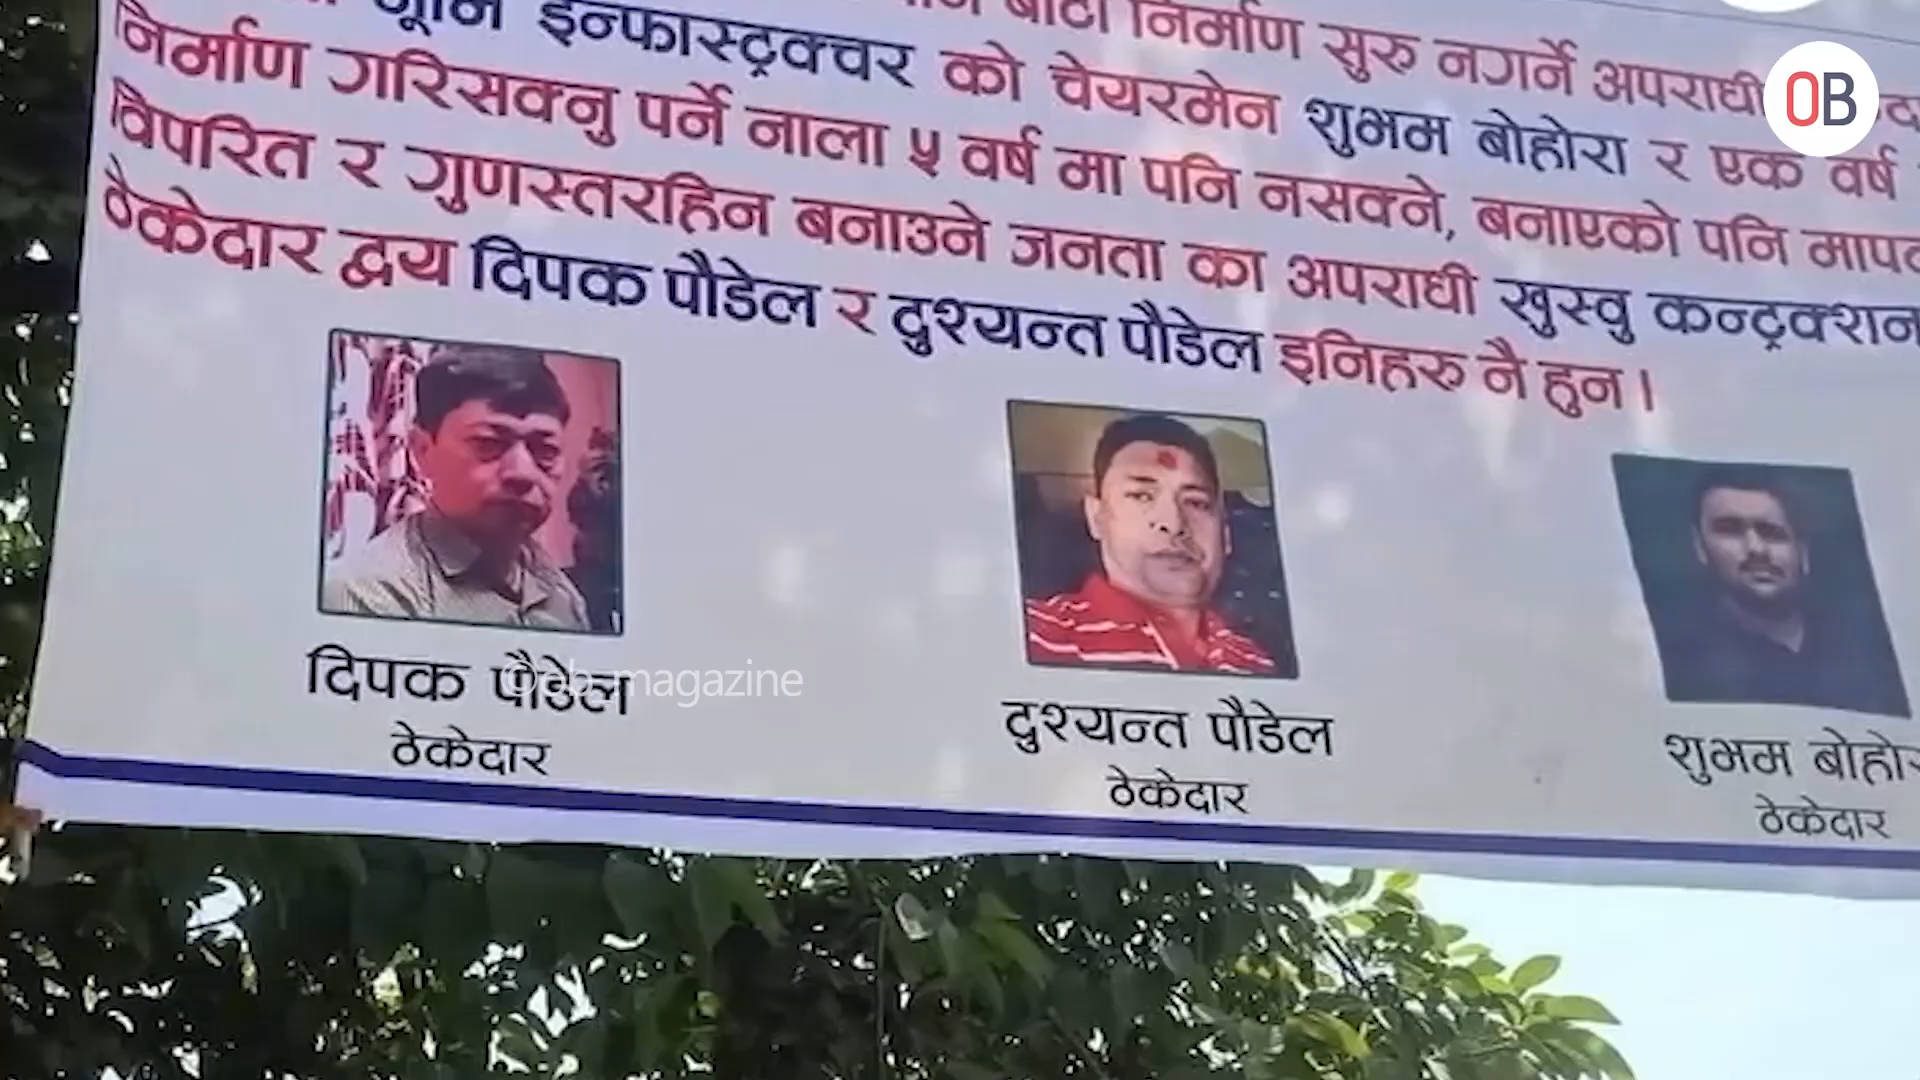 बाटो निर्माण सुरु नगर्ने अपराधी
इन्फास्ट्रक्चर को चेयरमेन शुभम बोहोरा र एक वर्ष
निर्माण गरिसक्नु पर्ने नाला ५ वर्ष मा पनि नसक्ने, बनाएको पनि
विपरित र गुणस्तरहिन बनाउने जनता का अपराधी खुस्वु कन्ट्रक्शन
ठेकेदार द्वय दिपक पौडेल र दुश्यन्त पौडेल इनिहरु नै हुन ।
दिपक पौडेल
ठेकेदार
दुश्यन्त पौडेल
ठेकेदार
शुभम
ठेकेदार
©ob magazine
OB